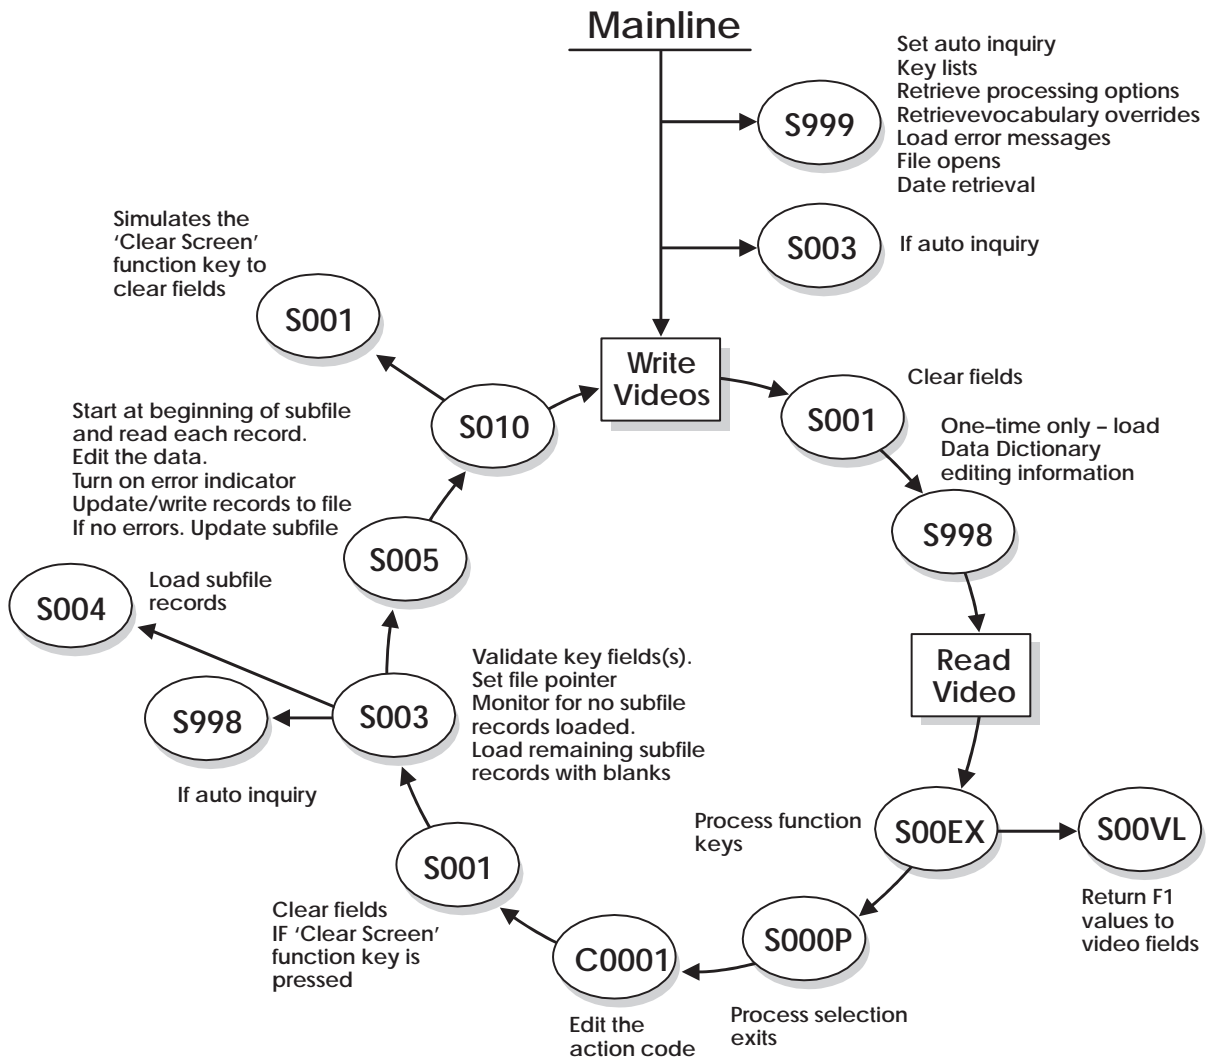 Mainline
Set auto inquiry
Key lists
Retrieve processing options
Retrievevocabulary overrides
Load error messages
File opens
Date retrieval
S999
If auto inquiry
S003
Simulates the
‘Clear Screen’
function key to
clear fields
S001
Write
Videos
Clear fields
S001
S010
Start at beginning of subfile
and read each record.
Edit the data.
Turn on error indicator
Update/write records to file
If no errors. Update subfile
One–time only – load
Data Dictionary
editing information
S998
S005
Load subfile
records
S004
Read
Video
Validate key fields(s).
Set file pointer
Monitor for no subfile
records loaded.
Load remaining subfile
records with blanks
S003
S998
If auto inquiry
Process function
keys
S00EX
S00VL
Return F1
values to
video fields
S001
Clear fields
IF ‘Clear Screen’
function key is
pressed
S000P
C0001
Process selection
exits
Edit the
action code